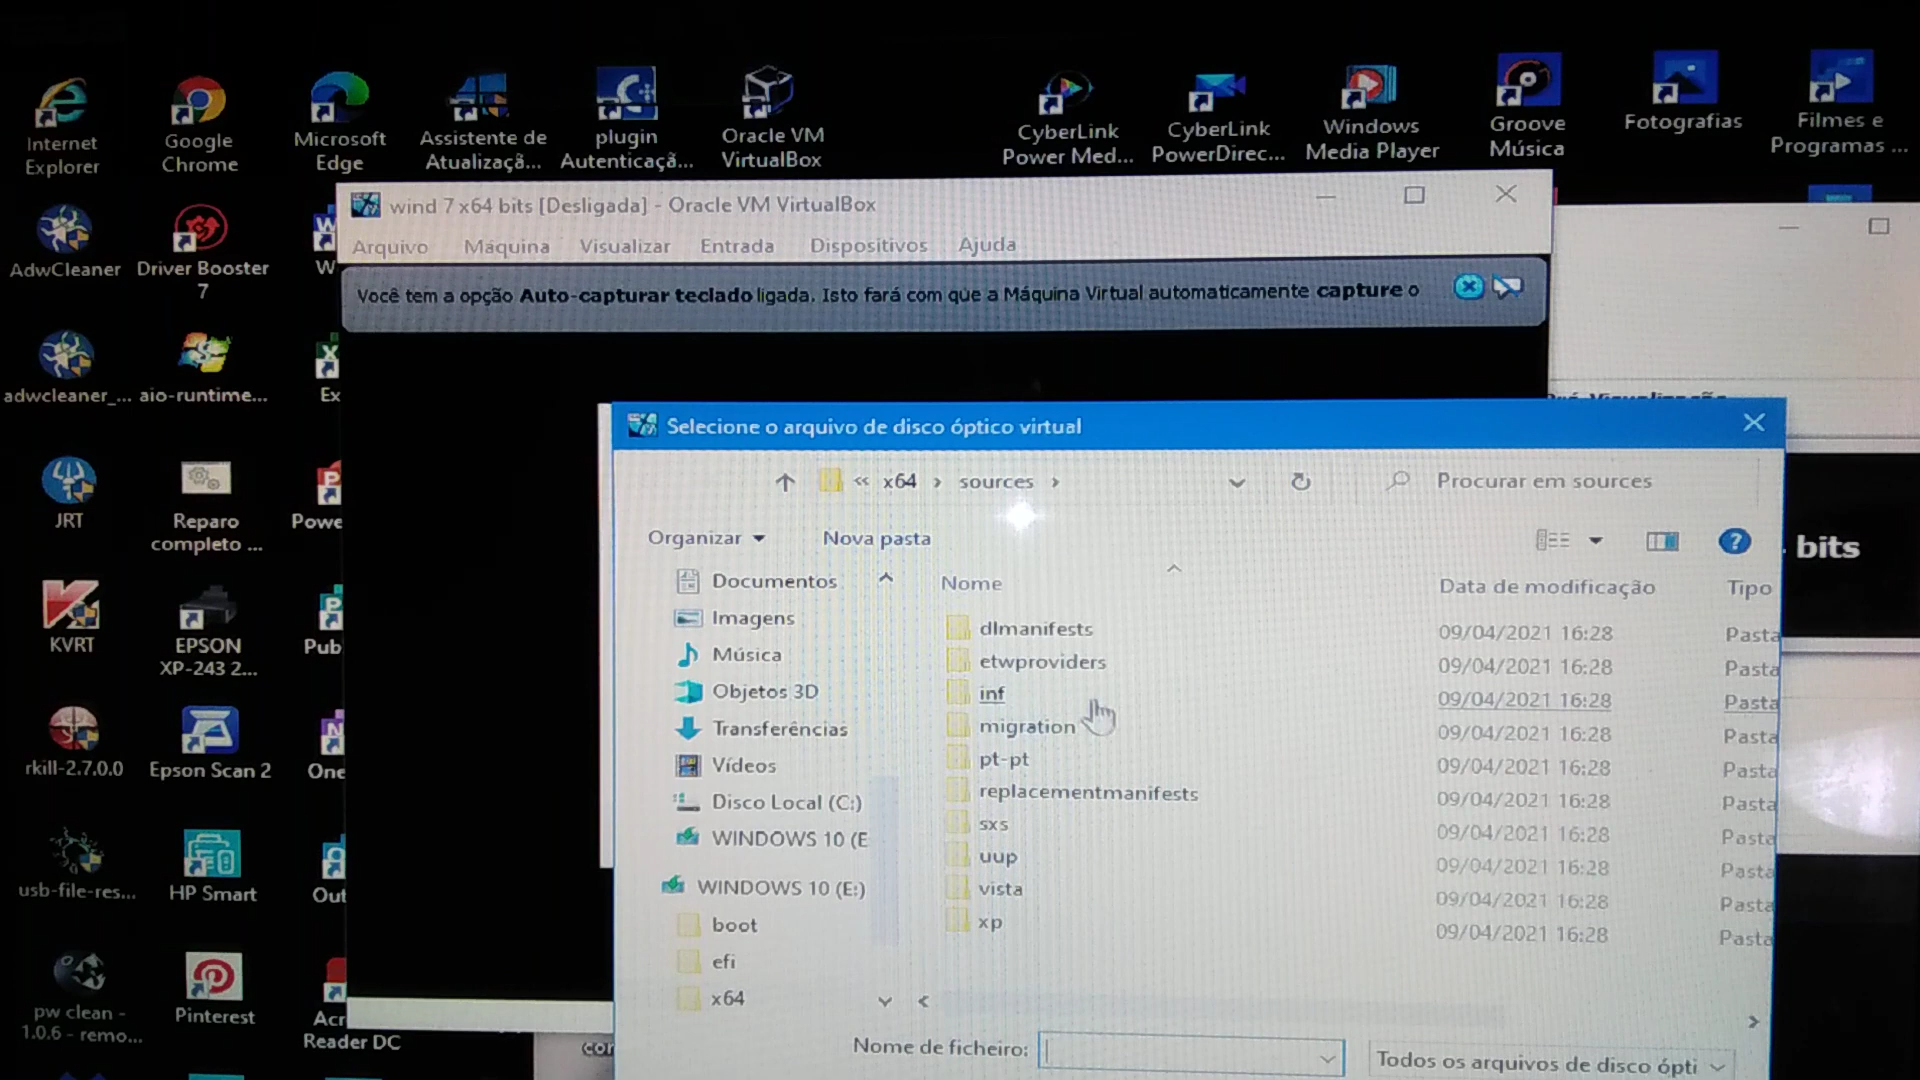 Internet
Explorer
Google
Chrome
Microsoft
Edge
Assistente de
Atualizaçã...
plugin
Autenticaçã...
Oracle VM
VirtualBox
CyberLink
Power Med...
CyberLink
PowerDirec...
Windows
Media Player
Groove
Música
Fotografias
Filmes e
Programas ...
AdwCleaner
Driver Booster
7
W
adwcleaner_...
aio-runtime...
Ex
JRT
Reparo
completo ...
Powe
KVRT
EPSON
XP-243 2...
Pub
rkill-2.7.0.0
Epson Scan 2
One
usb-file-res...
HP Smart
Out
pw clean -
1.0.6 - remo...
Pinterest
Acr
Reader DC
wind 7 x64 bits [Desligada] - Oracle VM VirtualBox
Arquivo Máquina Visualizar Entrada Dispositivos Ajuda
Você tem a opção Auto-capturar teclado ligada. Isto fará com que a Máquina Virtual automaticamente capture o
bits
Selecione o arquivo de disco óptico virtual
« x64 › sources ›
Procurar em sources
Organizar
Nova pasta
Documentos
Imagens
Música
Objetos 3D
Transferências
Vídeos
Disco Local (C:)
WINDOWS 10 (E
WINDOWS 10 (E:)
boot
efi
x64
Nome Data de modificação Tipo
dlmanifests 09/04/2021 16:28 Pasta
etwproviders 09/04/2021 16:28 Pasta
inf 09/04/2021 16:28 Pasta
migration 09/04/2021 16:28 Pasta
pt-pt 09/04/2021 16:28 Pasta
replacementmanifests 09/04/2021 16:28 Pasta
sxs 09/04/2021 16:28 Pasta
uup 09/04/2021 16:28 Pasta
vista 09/04/2021 16:28 Pasta
xp 09/04/2021 16:28 Pasta
Nome de ficheiro:
Todos os arquivos de disco ópti